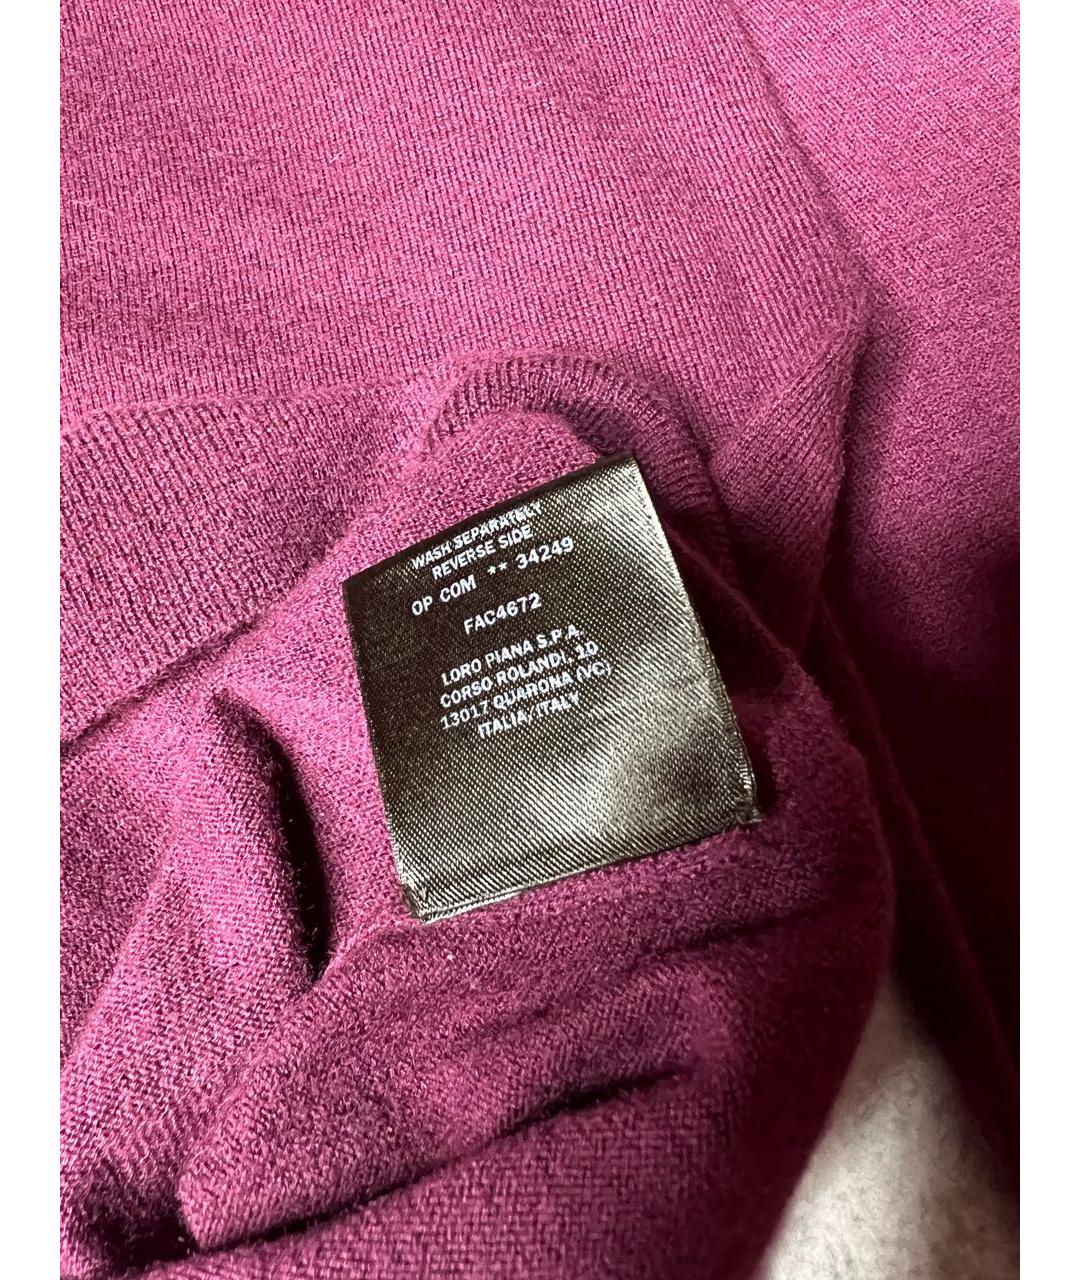 WASH SEPARATELY
REVERSE SIDE
OP COM ** 34249
FAC4672
LORO PIANA S.P.A.
CORSO ROLANDI, 10
13017 QUARONA (VC)
ITALIA/ITALY